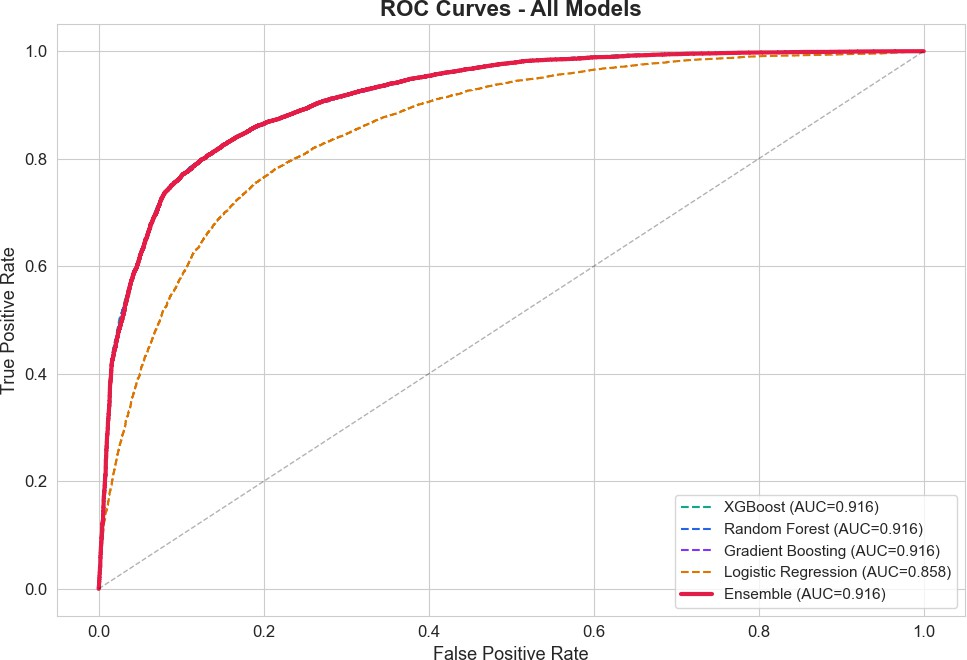 ROC Curves - All Models
True Positive Rate
1.0
0.8
0.6
0.4
0.2
0.0
0.0 0.2 0.4 0.6 0.8 1.0
False Positive Rate
XGBoost (AUC=0.916)
Random Forest (AUC=0.916)
Gradient Boosting (AUC=0.916)
Logistic Regression (AUC=0.858)
Ensemble (AUC=0.916)